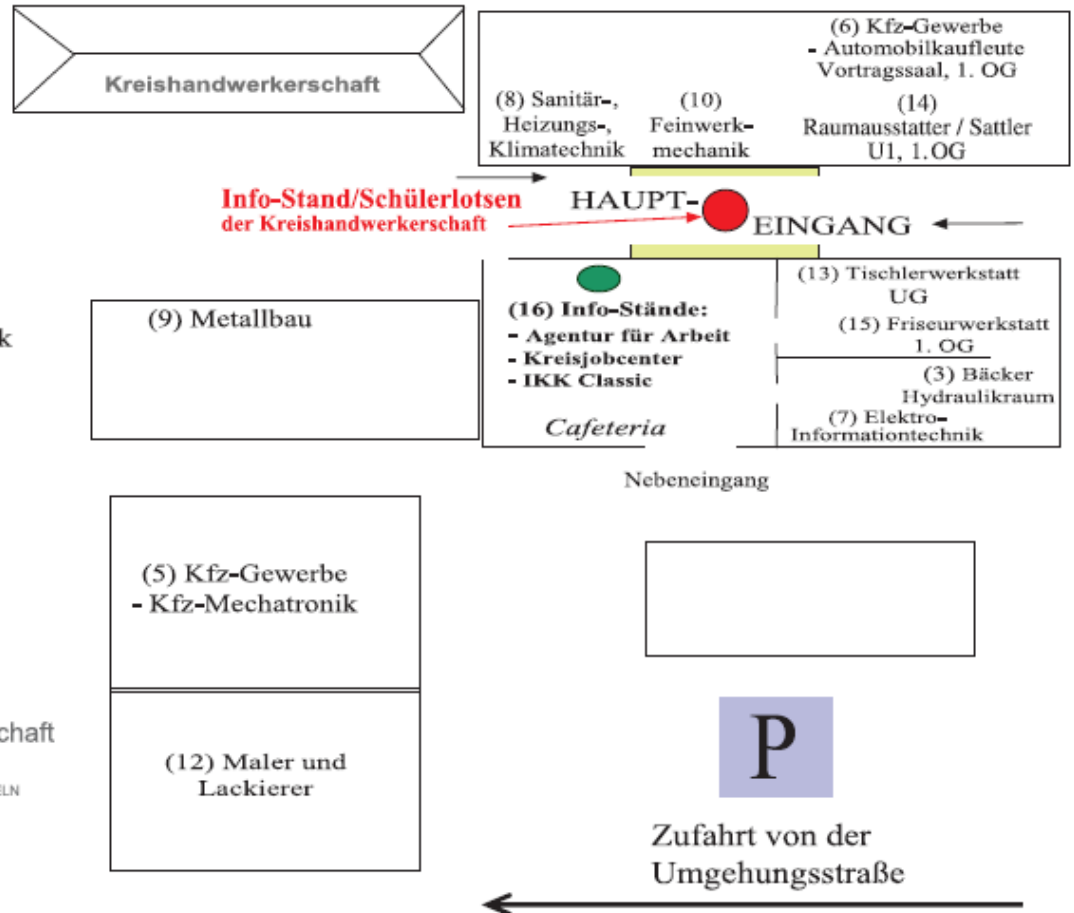 Kreishandwerkerschaft
(6) Kfz-Gewerbe
- Automobilkaufleute
Vortragssaal, 1. OG
(8) Sanitär-,
Heizungs-,
Klimatechnik
(10)
Feinwerk-
mechanik
(14)
Raumausstatter / Sattler
U1, 1.OG
Info-Stand/Schülerlotsen
der Kreishandwerkerschaft
HAUPT-
EINGANG
(9) Metallbau
k
(16) Info-Stände:
- Agentur für Arbeit
- Kreisjobcenter
- IKK Classic
Cafeteria
(13) Tischlerwerkstatt
UG
(15) Friseurwerkstatt
1. OG
(3) Bäcker
Hydraulikraum
(7) Elektro-
Informationtechnik
Nebeneingang
(5) Kfz-Gewerbe
- Kfz-Mechatronik
(12) Maler und
Lackierer
chaft
ELN
P
Zufahrt von der
Umgehungsstraße